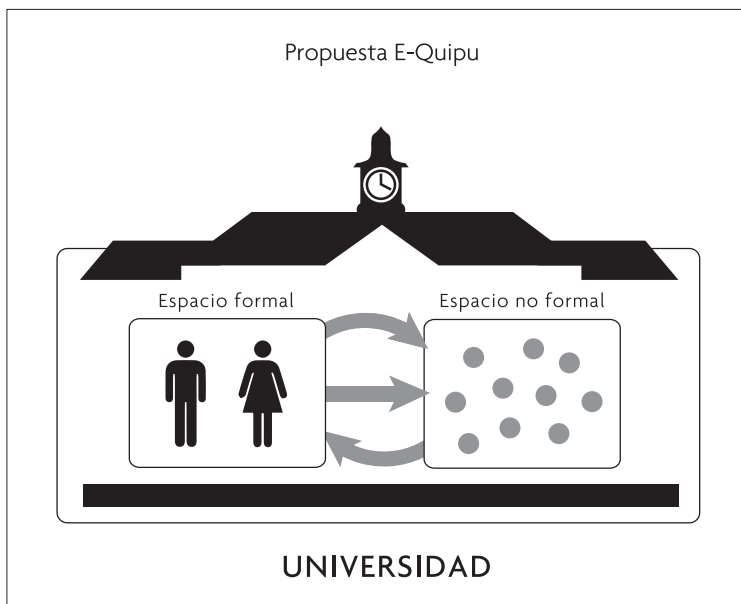 Propuesta E-Quipu
Espacio formal
Espacio no formal
UNIVERSIDAD